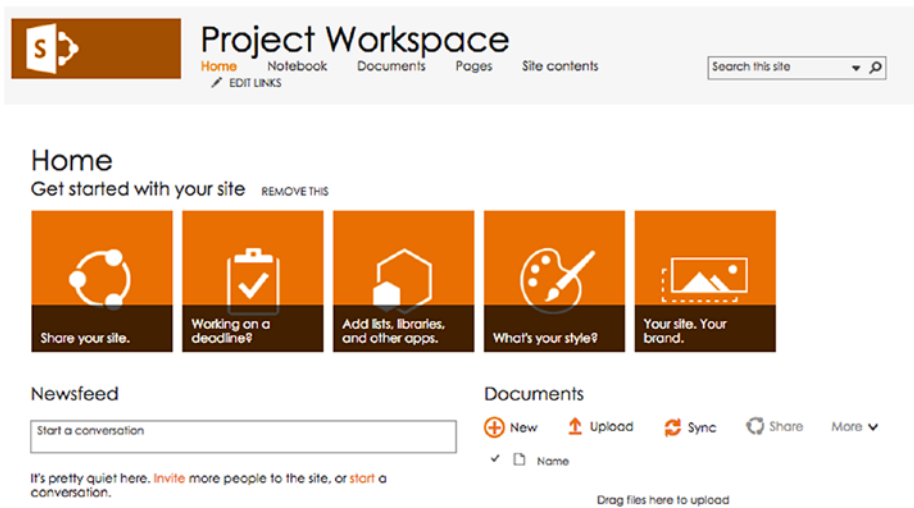 S
Project Workspace
Home Notebook Documents Pages Site contents
EDIT LINKS
Search this site
Home
Get started with your site REMOVE THIS
Share your site.
Working on a
deadline?
Add lists, libraries,
and other apps.
What's your style?
Your site. Your
brand.
Newsfeed
Start a conversation
It's pretty quiet here. Invite more people to the site, or start a
conversation.
Documents
New Upload Sync Share More
Name
Drag files here to upload